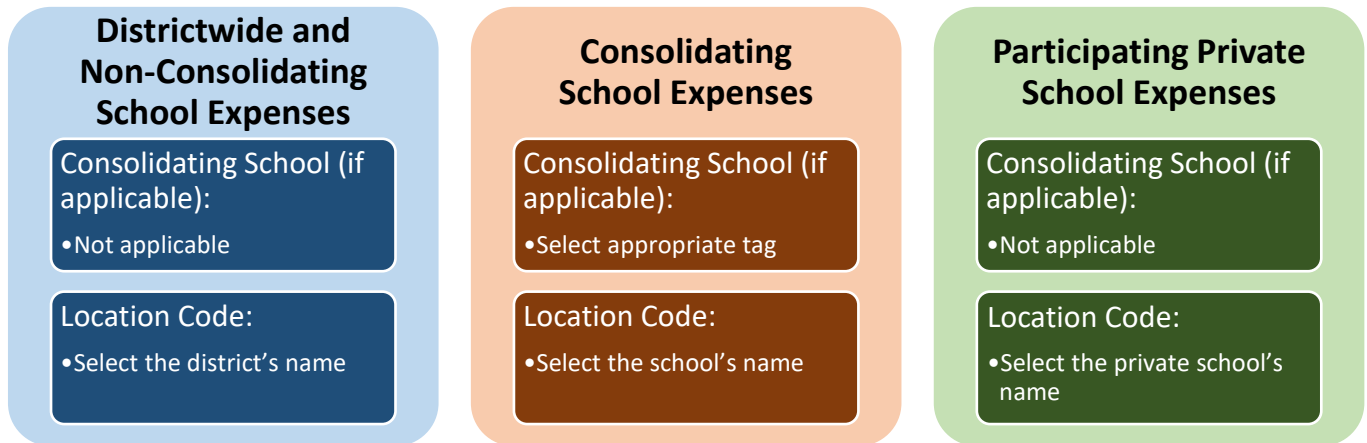 Districtwide and
Non-Consolidating
School Expenses
Consolidating School (if
applicable):
•Not applicable
Location Code:
•Select the district’s name
Consolidating
School Expenses
Consolidating School (if
applicable):
•Select appropriate tag
Location Code:
•Select the school’s name
Participating Private
School Expenses
Consolidating School (if
applicable):
•Not applicable
Location Code:
•Select the private school’s
name